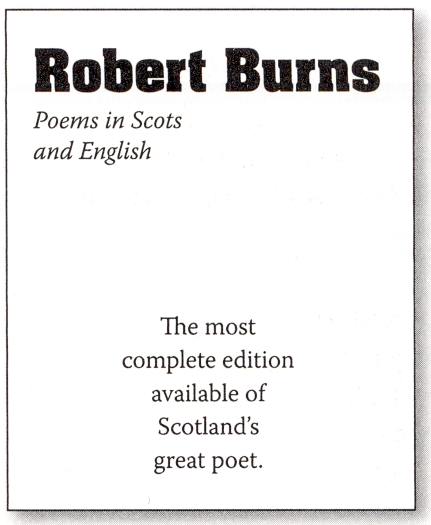 Robert Burns
Poems in Scots
and English
The most
complete edition
available of
Scotland's
great poet.